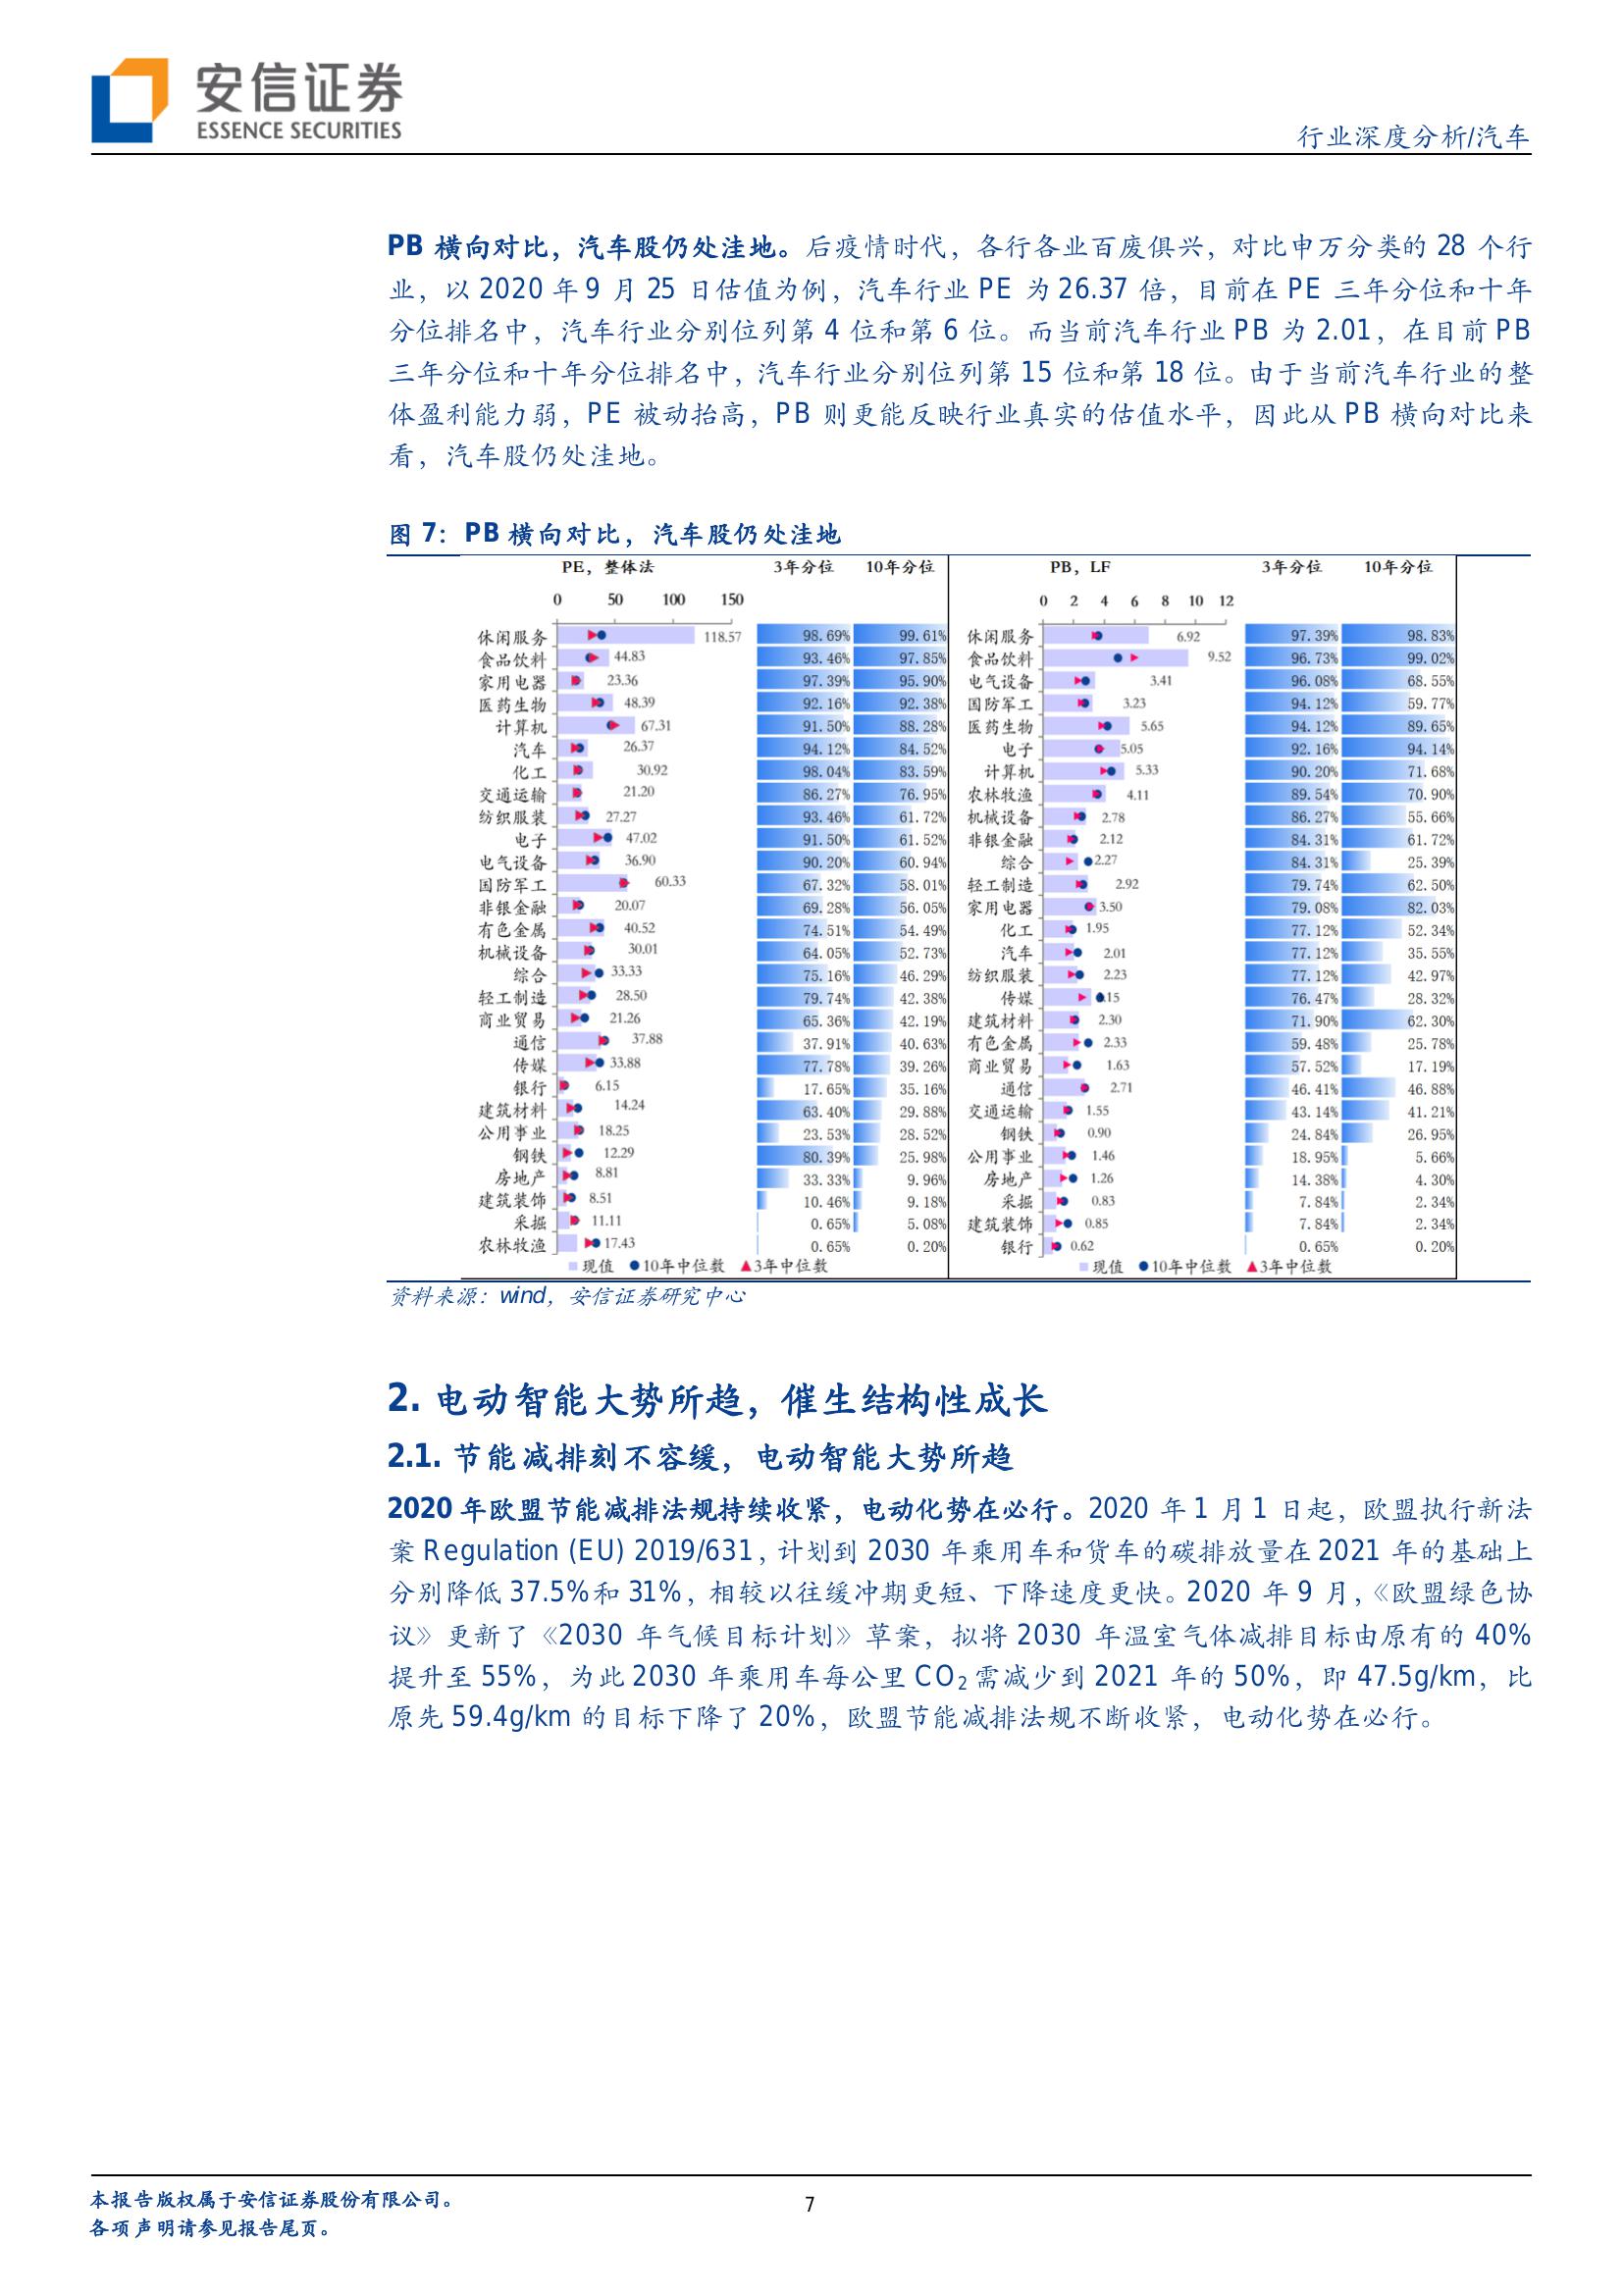 安信证券
ESSENCE SECURITIES
行业深度分析/汽车
PB 横向对比，汽车股仍处洼地。后疫情时代，各行各业百废俱兴，对比申万分类的 28 个行
业，以 2020 年 9 月 25 日估值为例，汽车行业 PE 为 26.37 倍，目前在 PE 三年分位和十年
分位排名中，汽车行业分别位列第 4 位和第 6 位。而当前汽车行业 PB 为 2.01，在目前 PB
三年分位和十年分位排名中，汽车行业分别位列第 15 位和第 18 位。由于当前汽车行业的整
体盈利能力弱，PE 被动抬高，PB 则更能反映行业真实的估值水平，因此从 PB 横向对比来
看，汽车股仍处洼地。
图 7：PB 横向对比，汽车股仍处洼地
PE，整体法 3年分位 10年分位
0 50 100 150
休闲服务 118.57 98.69% 99.61%
食品饮料 44.83 93.46% 97.85%
家用电器 23.36 97.39% 95.90%
医药生物 48.39 92.16% 92.38%
计算机 67.31 91.50% 88.28%
汽车 26.37 94.12% 84.52%
化工 30.92 98.04% 83.59%
交通运输 21.20 86.27% 76.95%
纺织服装 27.27 93.46% 61.72%
电子 47.02 91.50% 61.52%
电气设备 36.90 90.20% 60.94%
国防军工 60.33 67.32% 58.01%
非银金融 20.07 69.28% 56.05%
有色金属 40.52 74.51% 54.49%
机械设备 30.01 64.05% 52.73%
综合 33.33 75.16% 46.29%
轻工制造 28.50 79.74% 42.38%
商业贸易 21.26 65.36% 42.19%
通信 37.88 37.91% 40.63%
传媒 33.88 77.78% 39.26%
银行 6.15 17.65% 35.16%
建筑材料 14.24 63.40% 29.88%
公用事业 18.25 23.53% 28.52%
钢铁 12.29 80.39% 25.98%
房地产 8.81 33.33% 9.96%
建筑装饰 8.51 10.46% 9.18%
采掘 11.11 0.65% 5.08%
农林牧渔 17.43 0.65% 0.20%
现值 10年中位数 3年中位数
PB，LF 3年分位 10年分位
0 2 4 6 8 10 12
休闲服务 6.92 97.39% 98.83%
食品饮料 9.52 96.73% 99.02%
电气设备 3.41 96.08% 68.55%
国防军工 3.23 94.12% 59.77%
医药生物 5.65 94.12% 89.65%
电子 5.05 92.16% 94.14%
计算机 5.33 90.20% 71.68%
农林牧渔 4.11 89.54% 70.90%
机械设备 2.78 86.27% 55.66%
非银金融 2.12 84.31% 61.72%
综合 2.27 84.31% 25.39%
轻工制造 2.92 79.74% 62.50%
家用电器 3.50 79.08% 82.03%
化工 1.95 77.12% 52.34%
汽车 2.01 77.12% 35.55%
纺织服装 2.23 77.12% 42.97%
传媒 76.47% 28.32%
建筑材料 2.30 71.90% 62.30%
有色金属 2.33 59.48% 25.78%
商业贸易 1.63 57.52% 17.19%
通信 2.71 46.41% 46.88%
交通运输 1.55 43.14% 41.21%
钢铁 0.90 24.84% 26.95%
公用事业 1.46 18.95% 5.66%
房地产 1.26 14.38% 4.30%
采掘 0.83 7.84% 2.34%
建筑装饰 0.85 7.84% 2.34%
银行 0.62 0.65% 0.20%
现值 10年中位数 3年中位数
资料来源：wind，安信证券研究中心
2. 电动智能大势所趋，催生结构性成长
2.1. 节能减排刻不容缓，电动智能大势所趋
2020 年欧盟节能减排法规持续收紧，电动化势在必行。2020 年 1 月 1 日起，欧盟执行新法
案 Regulation (EU) 2019/631，计划到 2030 年乘用车和货车的碳排放量在 2021 年的基础上
分别降低 37.5%和 31%，相较以往缓冲期更短、下降速度更快。2020 年 9 月，《欧盟绿色协
议》更新了《2030 年气候目标计划》草案，拟将 2030 年温室气体减排目标由原有的 40%
提升至 55%，为此 2030 年乘用车每公里 CO₂需减少到 2021 年的 50%，即 47.5g/km，比
原先 59.4g/km 的目标下降了 20%，欧盟节能减排法规不断收紧，电动化势在必行。
本报告版权属于安信证券股份有限公司。
各项声明请参见报告尾页。
7